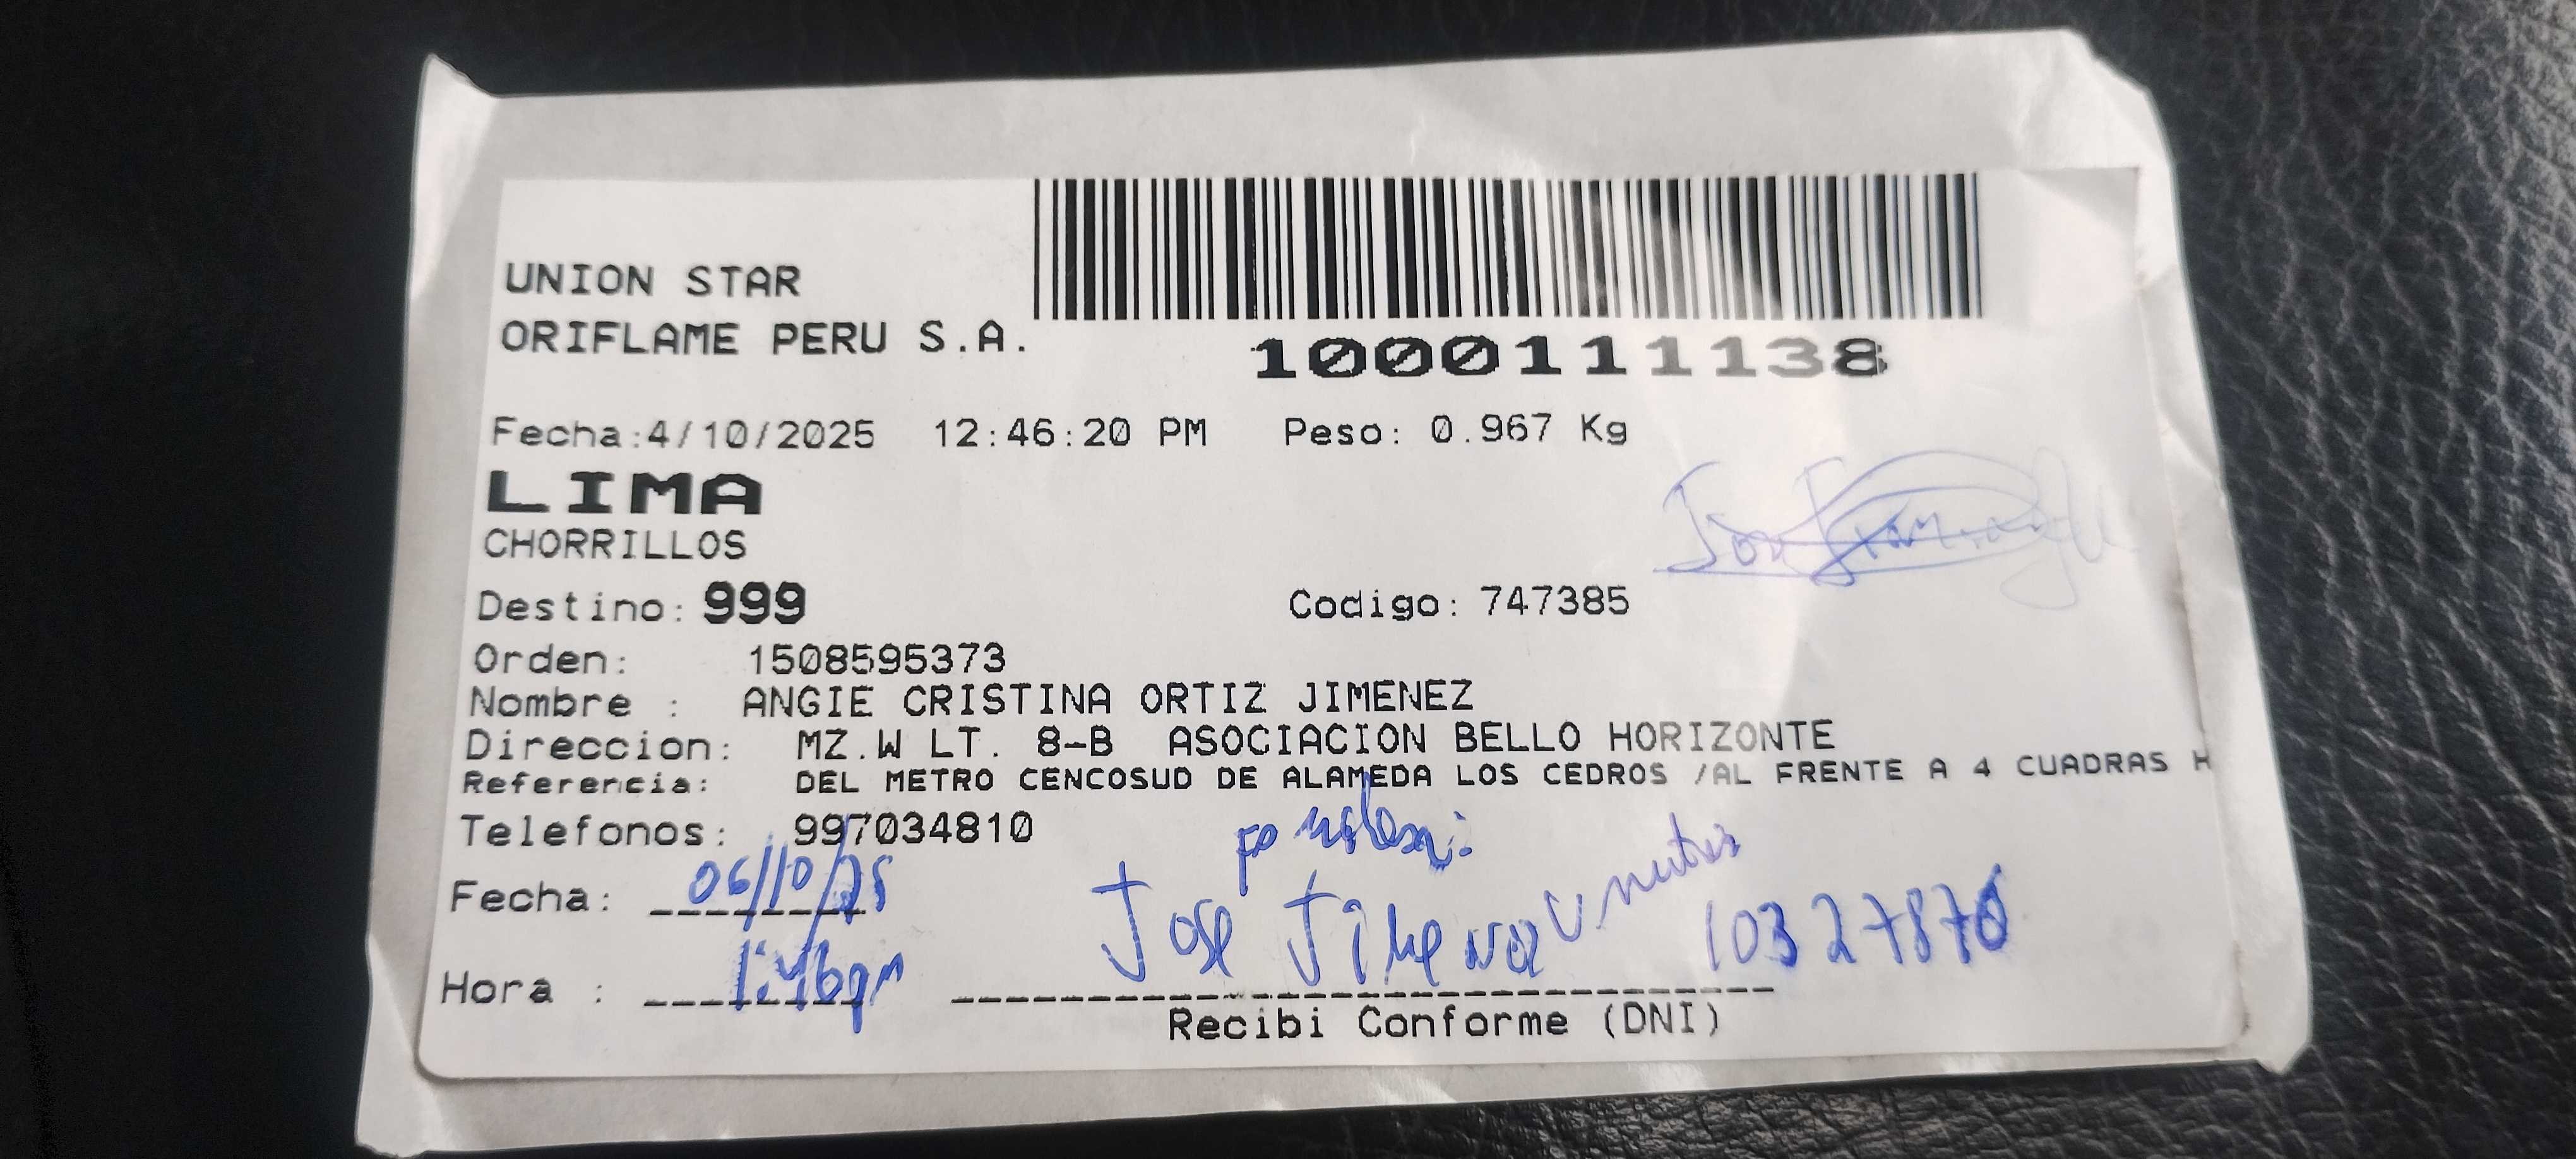 UNION STAR
ORIFLAME PERU S.A.
1000111138
Fecha:4/10/2025 12:46:20 PM Peso: 0.967 Kg
LIMA
CHORRILLOS
Destino: 999 Codigo: 747385
Orden: 1508595373
Nombre : ANGIE CRISTINA ORTIZ JIMENEZ
Direccion: MZ.W LT. 8-B ASOCIACION BELLO HORIZONTE
Referencia: DEL METRO CENCOSUD DE ALAMEDA LOS CEDROS /AL FRENTE A 4 CUADRAS H
Telefonos: 997034810
Fecha: 06/10/25
Jose Jimenez
Hora :
Recibi Conforme (DNI)